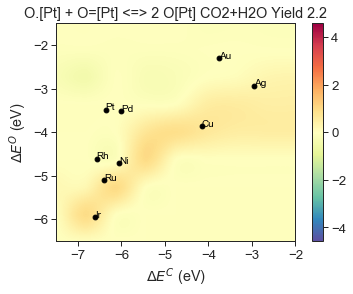 O.[Pt] + O=[Pt] <=> 2 O[Pt] CO2+H2O Yield 2.2
−2
−3
−4
−5
−6
ΔE^O (eV)
Au
Ag
Pt
Pd
Cu
Rh
Ni
Ru
Ir
−7
−6
−5
−4
−3
−2
ΔE^C (eV)
4
2
0
−2
−4